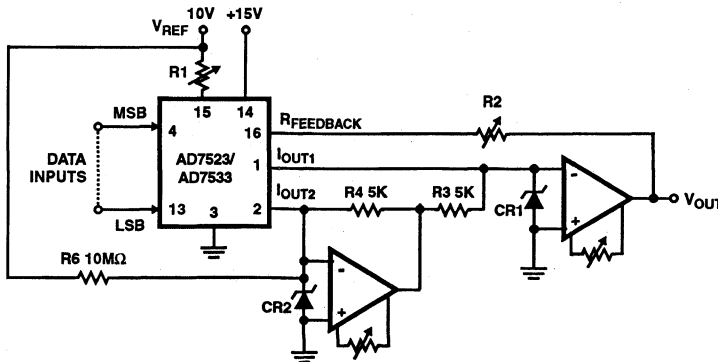 10V
+15V
VREF
R1
15
14
MSB
4
16
RFEEDBACK
R2
DATA
INPUTS
AD7523/
AD7533
1
IOUT1
IOUT2
2
R4 5K
R3 5K
CR1
-
+
VOUT
LSB
13
3
R6 10MΩ
CR2
-
+